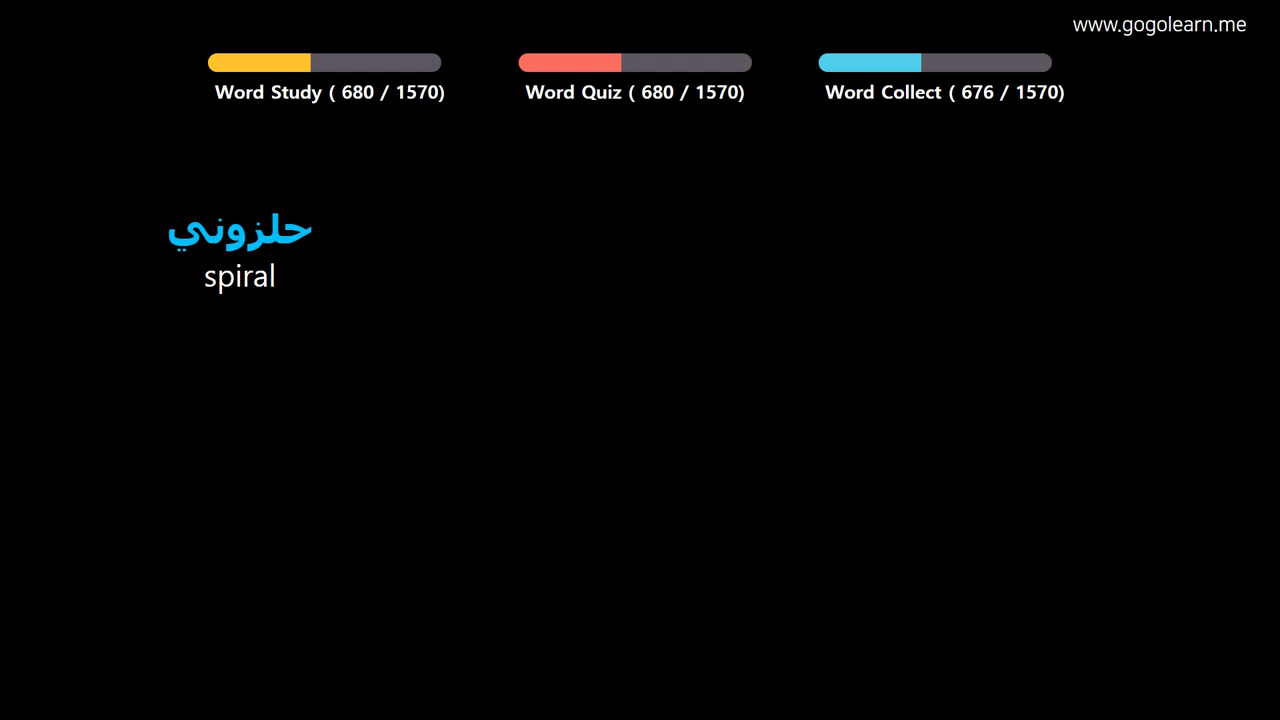 www.gogolearn.me
Word Study ( 680 / 1570)
Word Quiz ( 680 / 1570)
Word Collect ( 676 / 1570)
حلزوني
spiral